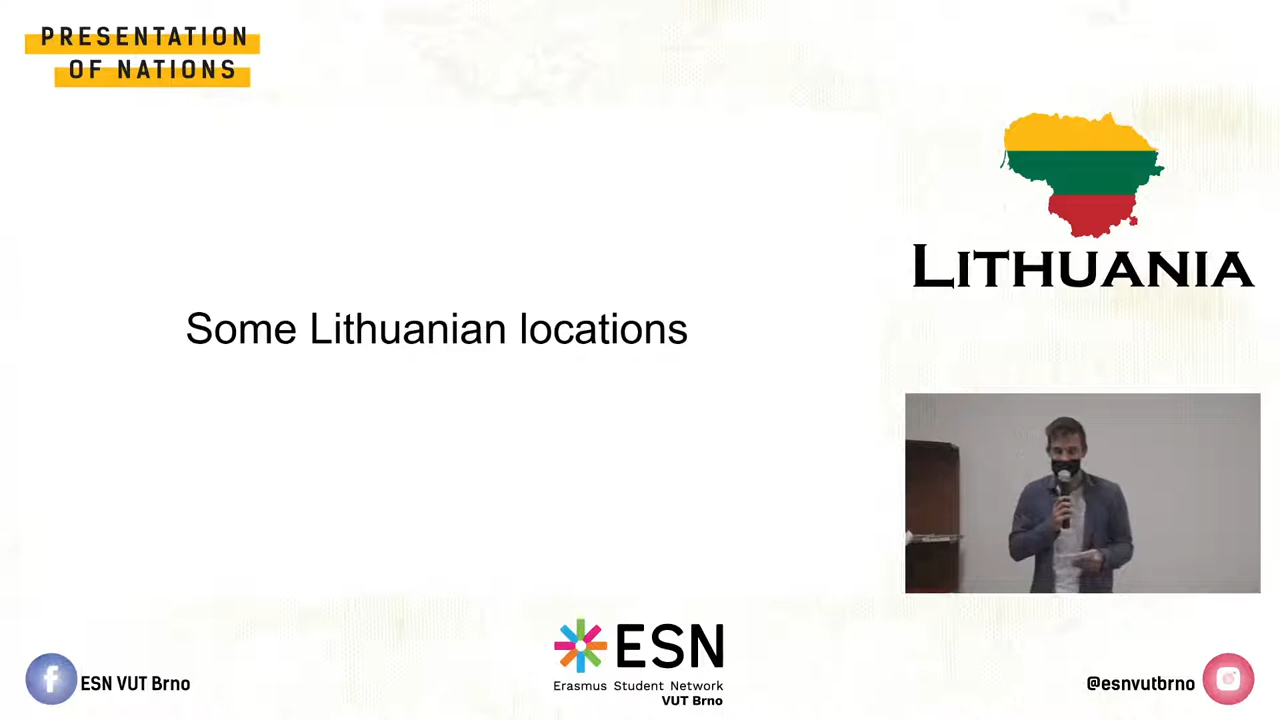 PRESENTATION
OF NATIONS
LITHUANIA
Some Lithuanian locations
ESN
Erasmus Student Network
VUT Brno
ESN VUT Brno
@esnvutbrno